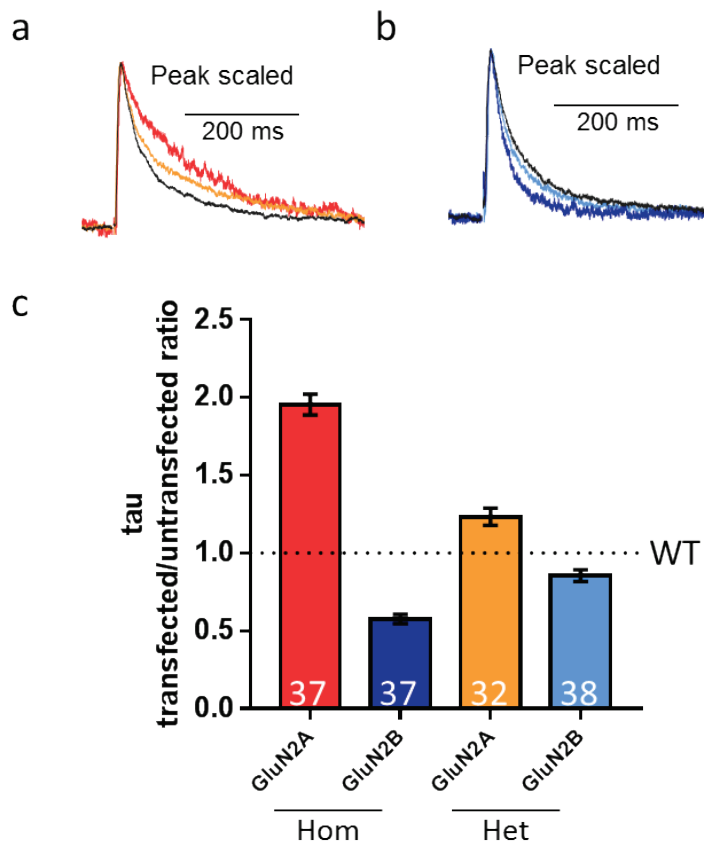 a
b
Peak scaled
200 ms
Peak scaled
200 ms
c
tau
transfected/untransfected ratio
2.5
2.0
1.5
1.0
0.5
0.0
WT
37
37
32
38
GluN2A
GluN2B
GluN2A
GluN2B
Hom
Het